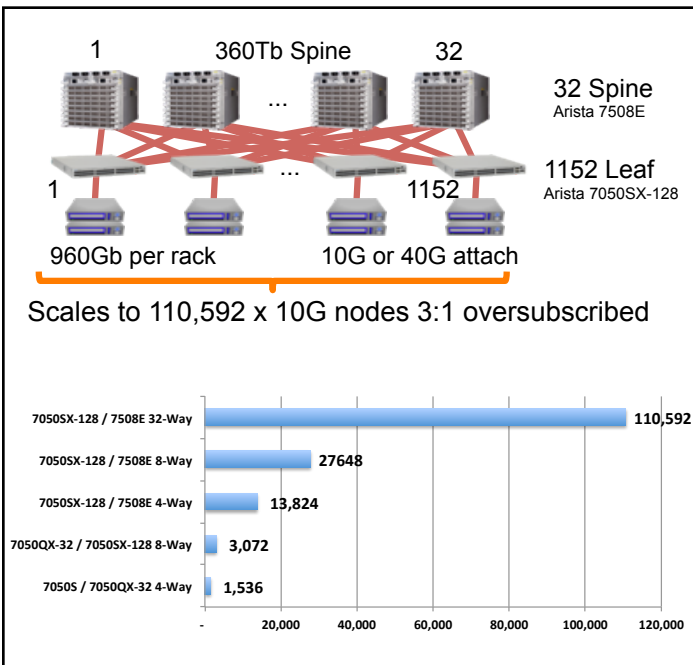 1
360Tb Spine
32
...
32 Spine
Arista 7508E
...
1
1152
1152 Leaf
Arista 7050SX-128
960Gb per rack
10G or 40G attach
Scales to 110,592 x 10G nodes 3:1 oversubscribed
7050SX-128 / 7508E 32-Way
110,592
7050SX-128 / 7508E 8-Way
27648
7050SX-128 / 7508E 4-Way
13,824
7050QX-32 / 7050SX-128 8-Way
3,072
7050S / 7050QX-32 4-Way
1,536
-
20,000
40,000
60,000
80,000
100,000
120,000